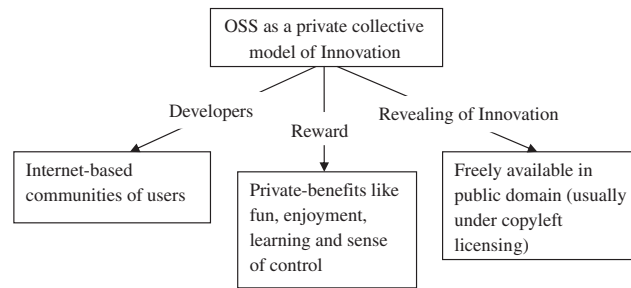 OSS as a private collective
model of Innovation
Developers
Reward
Revealing of Innovation
Internet-based
communities of users
Private-benefits like
fun, enjoyment,
learning and sense
of control
Freely available in
public domain (usually
under copyleft
licensing)